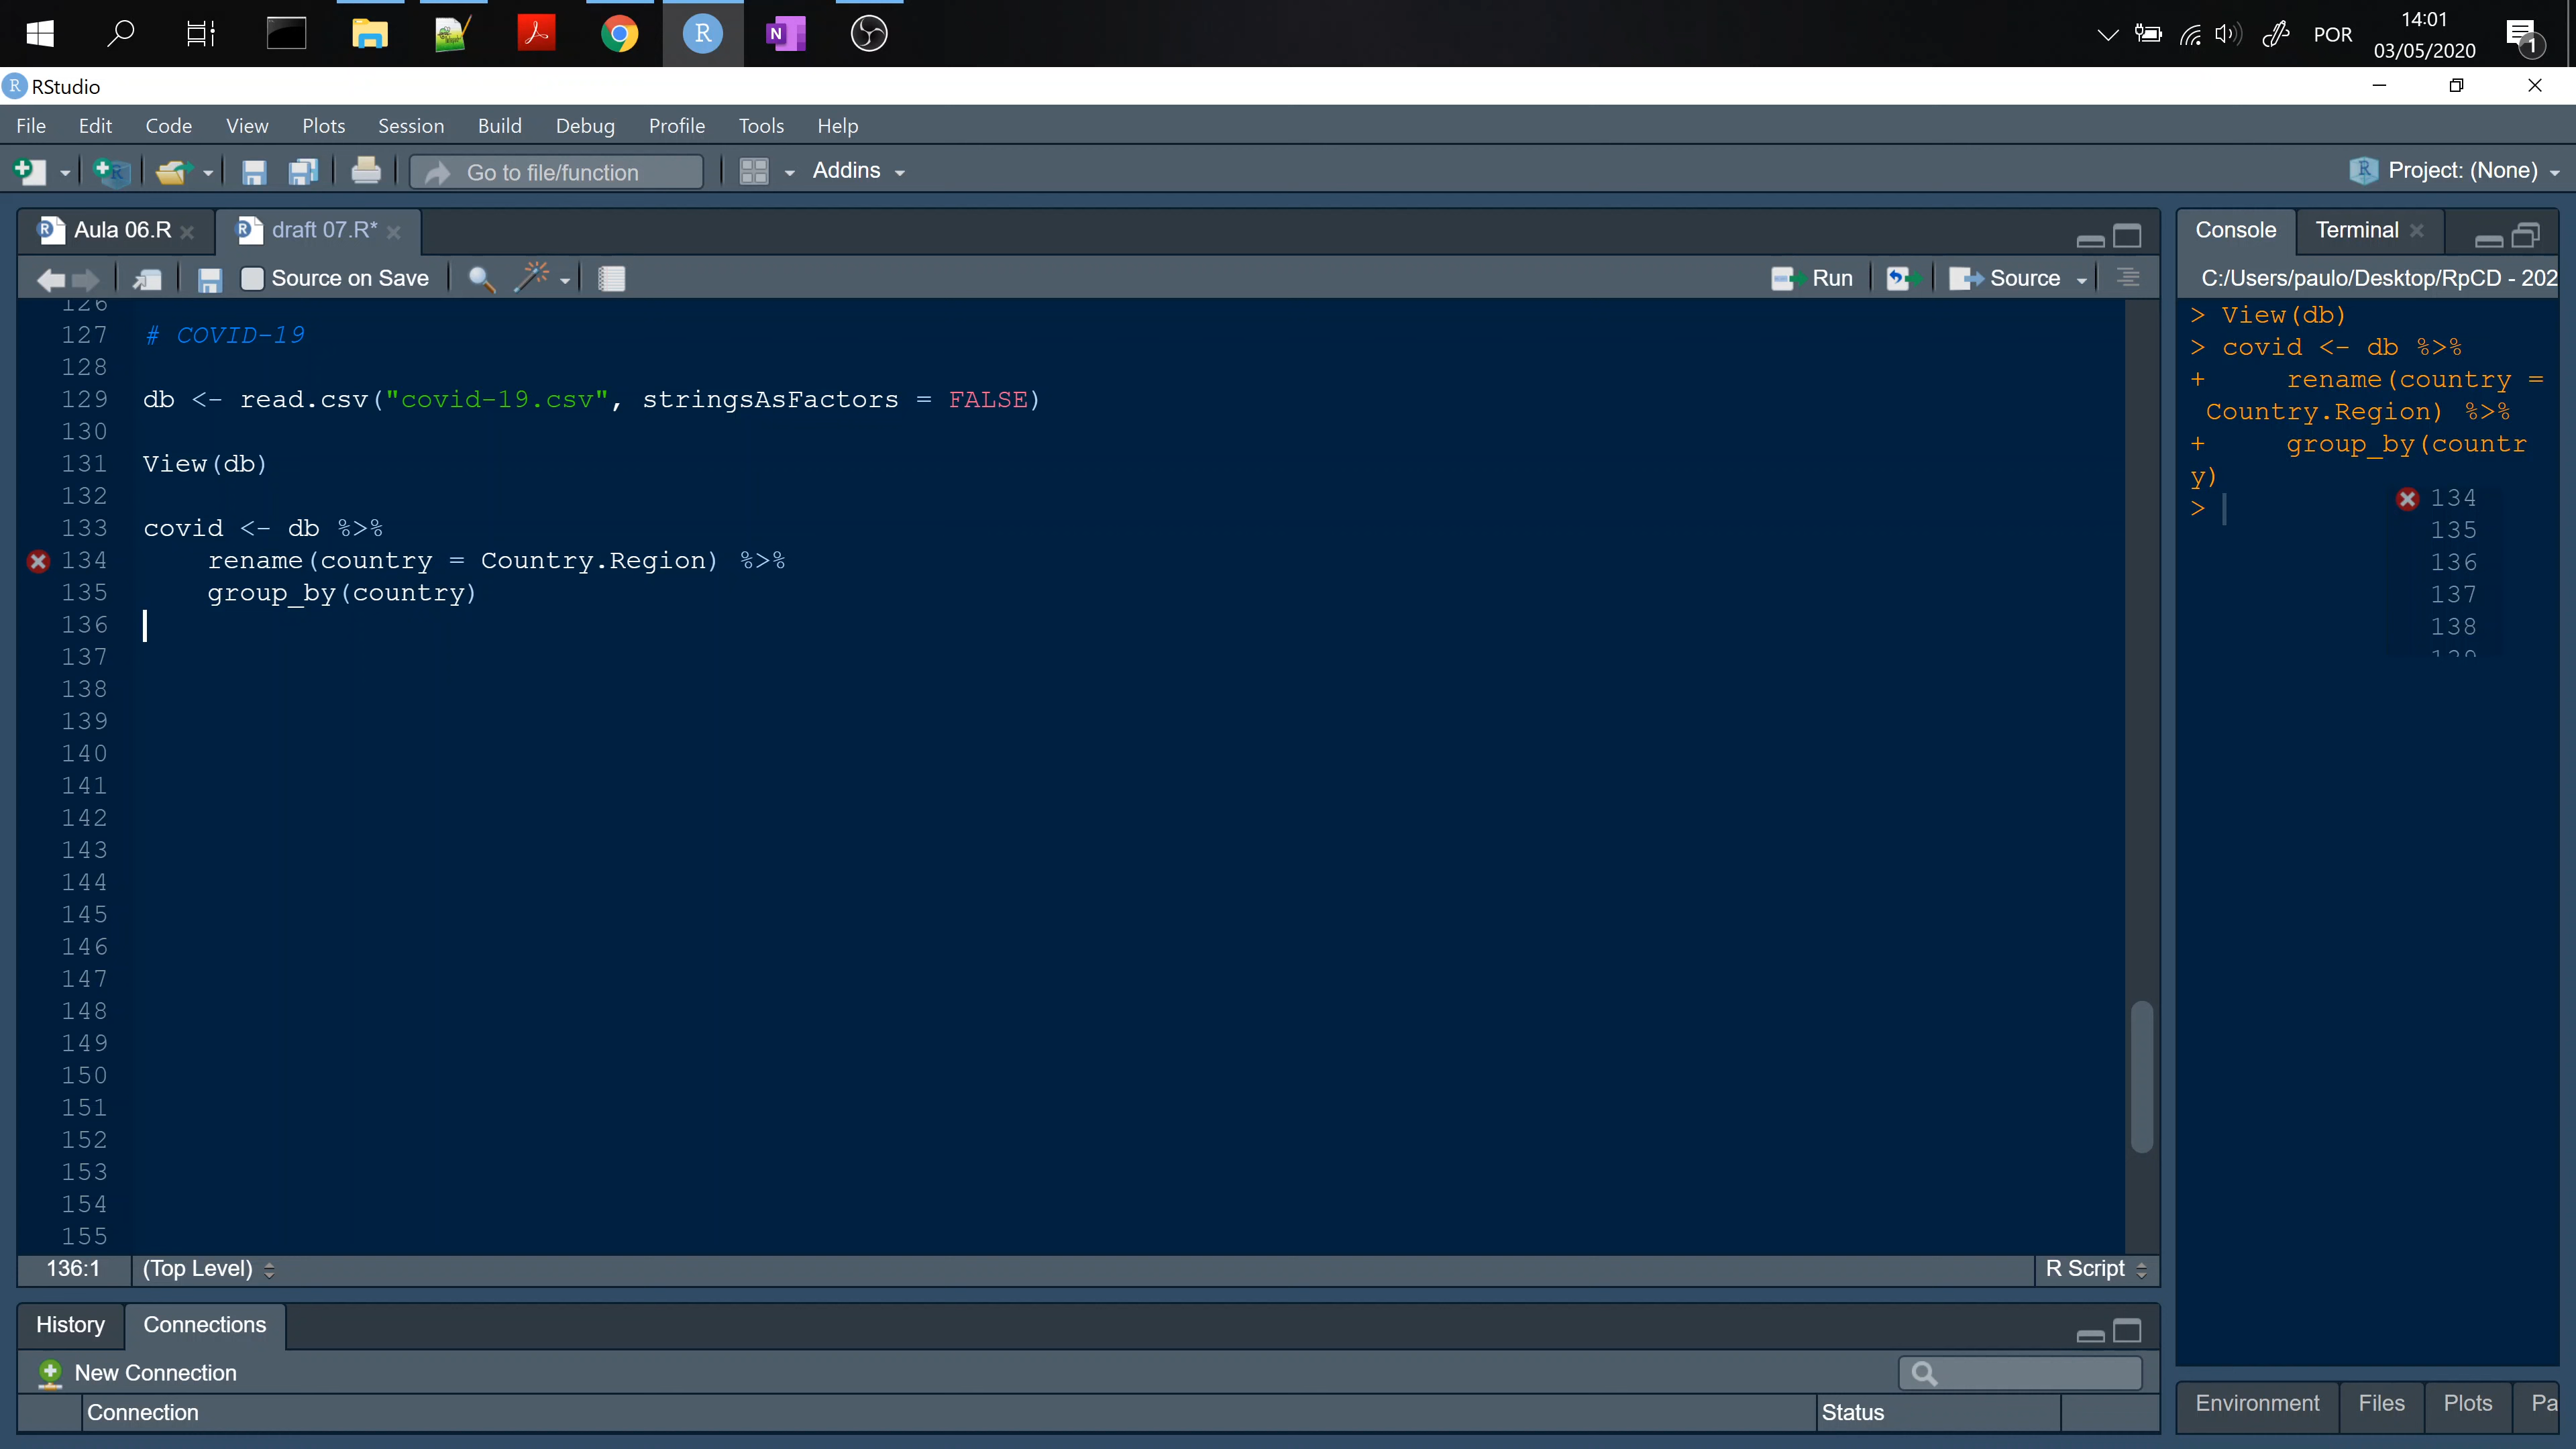 14:01
POR
03/05/2020
1
N
R
R RStudio
File Edit Code View Plots Session Build Debug Profile Tools Help
Go to file/function
Addins
Project: (None)
Aula 06.R
draft 07.R*
Source on Save
Run
Source
126
127 # COVID-19
128
129 db <- read.csv("covid-19.csv", stringsAsFactors = FALSE)
130
131 View(db)
132
133 covid <- db %>%
134 rename(country = Country.Region) %>%
135 group_by(country)
136
137
138
139
140
141
142
143
144
145
146
147
148
149
150
151
152
153
154
155
136:1 (Top Level)
R Script
History Connections
New Connection
Connection Status
Console Terminal
C:/Users/paulo/Desktop/RpCD - 202
> View(db)
> covid <- db %>%
+ rename(country =
Country.Region) %>%
+ group_by(countr
y)
>
134
135
136
137
138
139
Environment Files Plots Pa